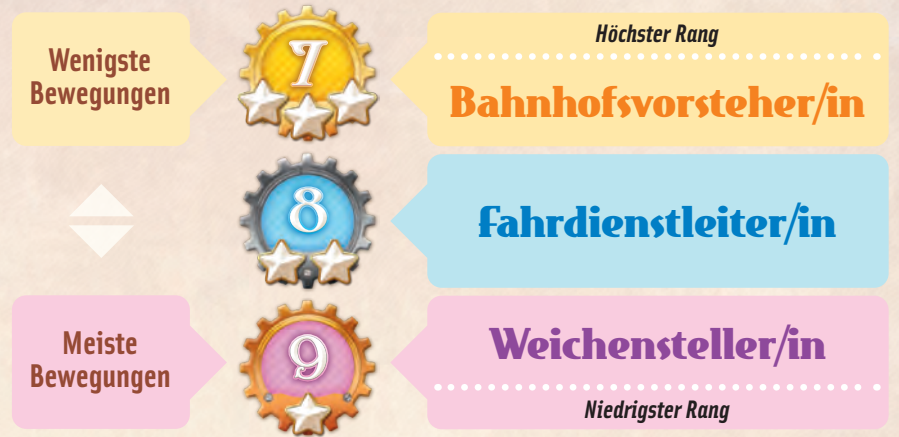 Wenigste
Bewegungen
7
Höchster Rang
Bahnhofsvorsteher/in
8
Fahrdienstleiter/in
Meiste
Bewegungen
9
Weichensteller/in
Niedrigster Rang